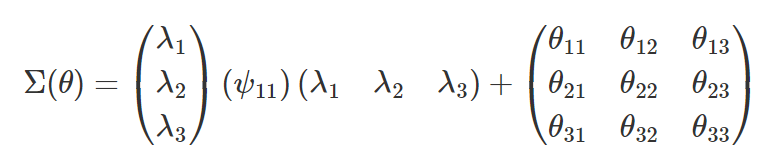 Σ(θ) = (λ₁ λ₂ λ₃) (ψ₁₁) (λ₁ λ₂ λ₃) + (θ₁₁ θ₁₂ θ₁₃
θ₂₁ θ₂₂ θ₂₃
θ₃₁ θ₃₂ θ₃₃)